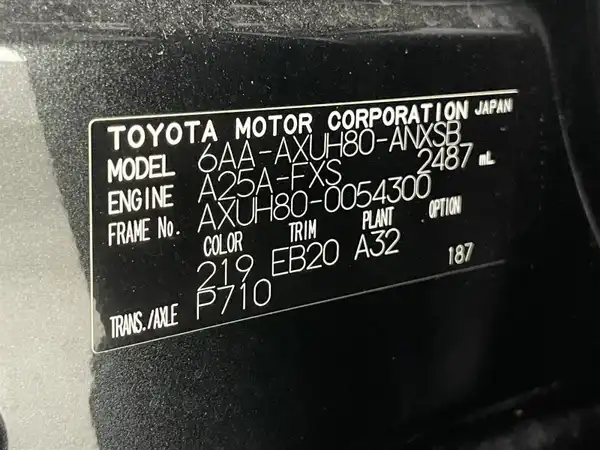 TOYOTA MOTOR CORPORATION JAPAN
MODEL 6AA-AXUH80-ANXSB
ENGINE A25A-FXS 2487 mL
FRAME No. AXUH80-0054300
COLOR TRIM PLANT OPTION
219 EB20 A32 187
TRANS./AXLE P710